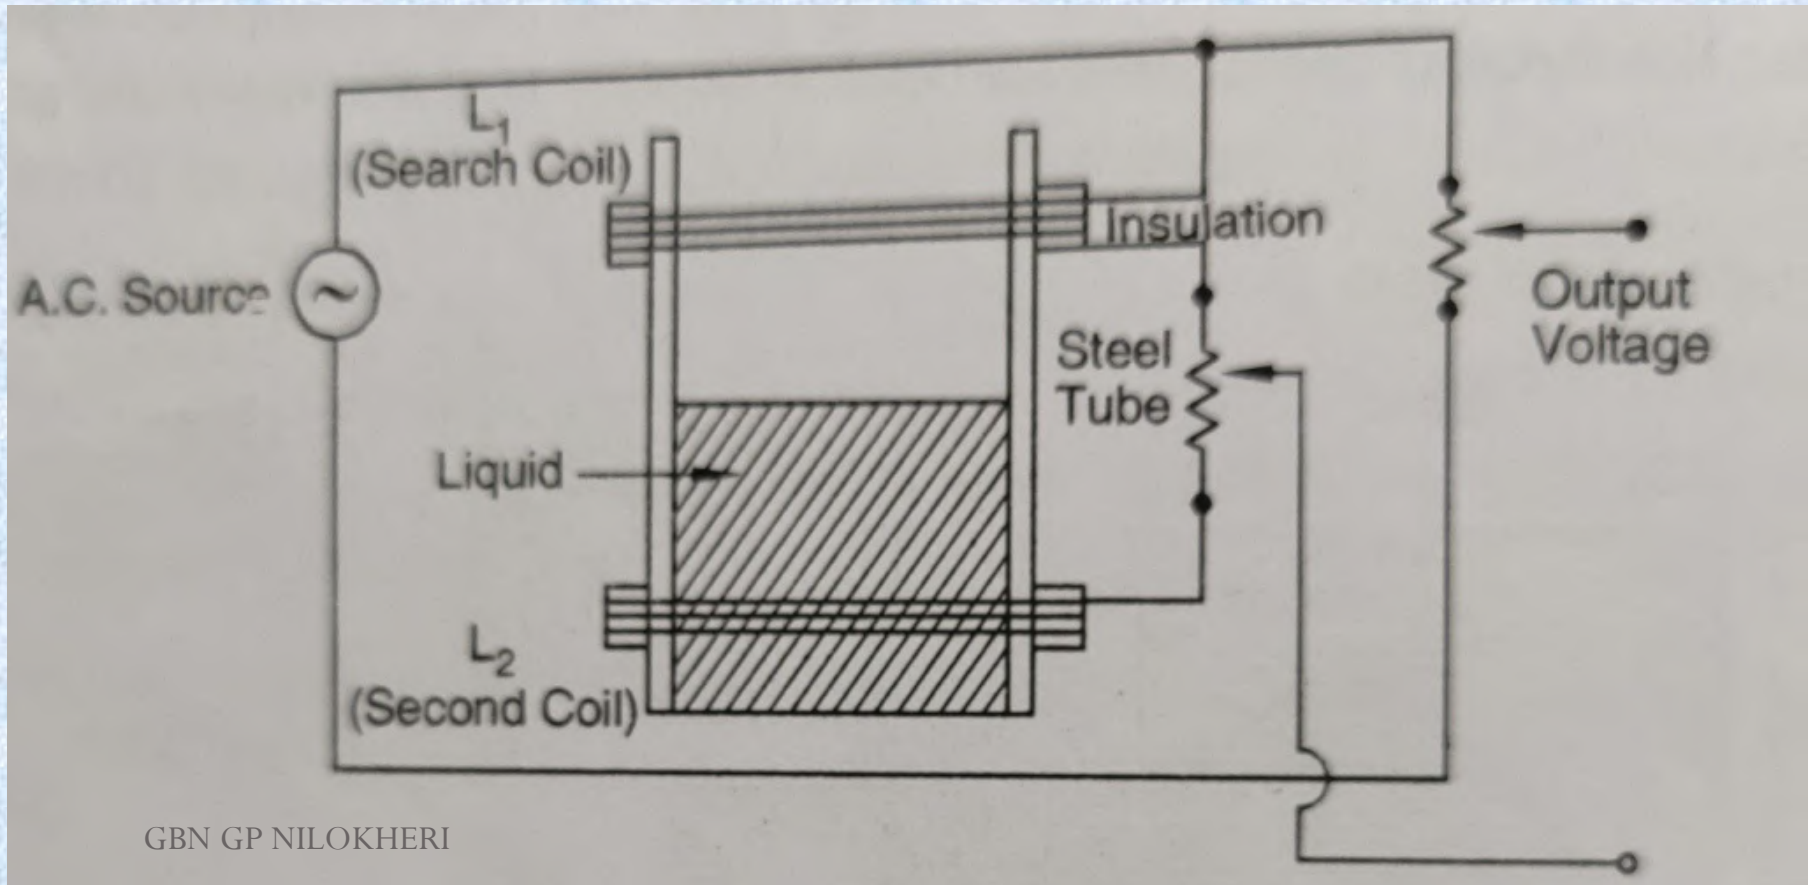 L1
(Search Coil)
Insulation
A.C. Source
Output
Voltage
Steel
Tube
Liquid
L2
(Second Coil)
GBN GP NILOKHERI